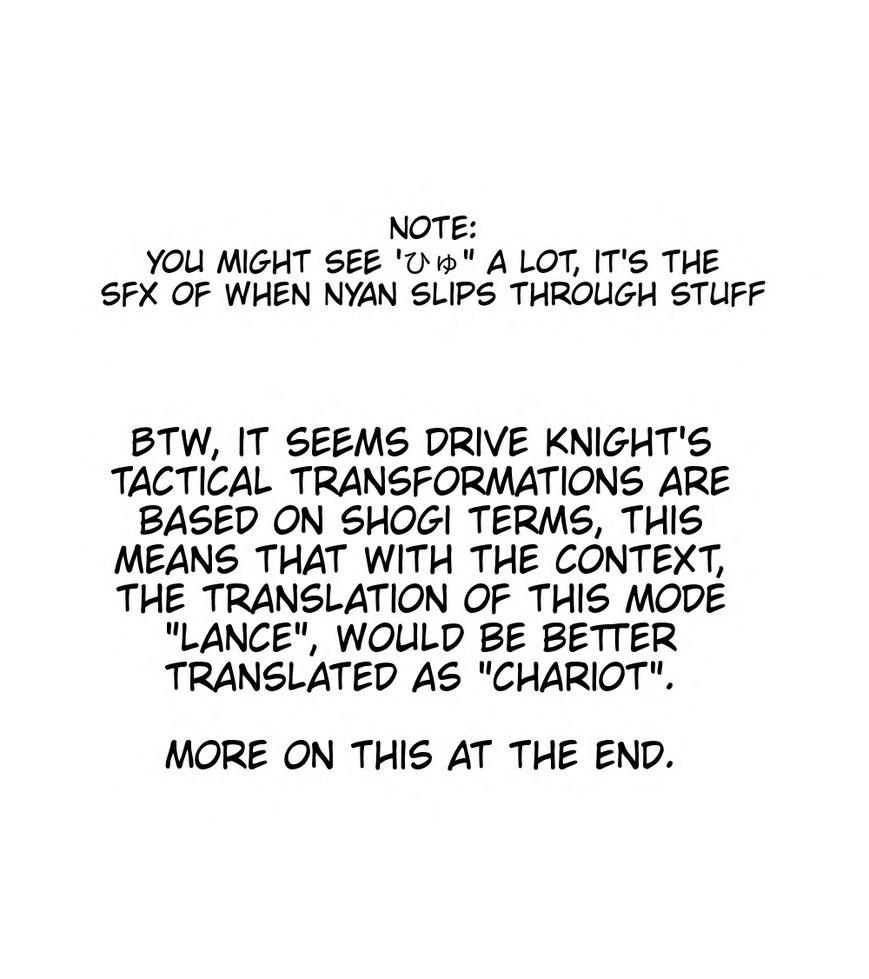 NOTE:
YOU MIGHT SEE 'ひゅ" A LOT, IT'S THE
SFX OF WHEN NYAN SLIPS THROUGH STUFF
BTW, IT SEEMS DRIVE KNIGHT'S
TACTICAL TRANSFORMATIONS ARE
BASED ON SHOGI TERMS, THIS
MEANS THAT WITH THE CONTEXT,
THE TRANSLATION OF THIS MODE
"LANCE", WOULD BE BETTER
TRANSLATED AS "CHARIOT".
MORE ON THIS AT THE END.